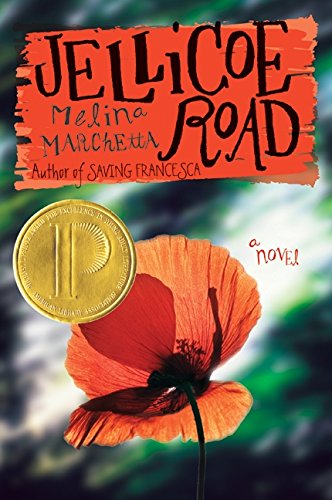 JELLICOE
ROAD
Melina
MARCHETTA
Author of SAVING FRANCESCA
a
NOVEL
P